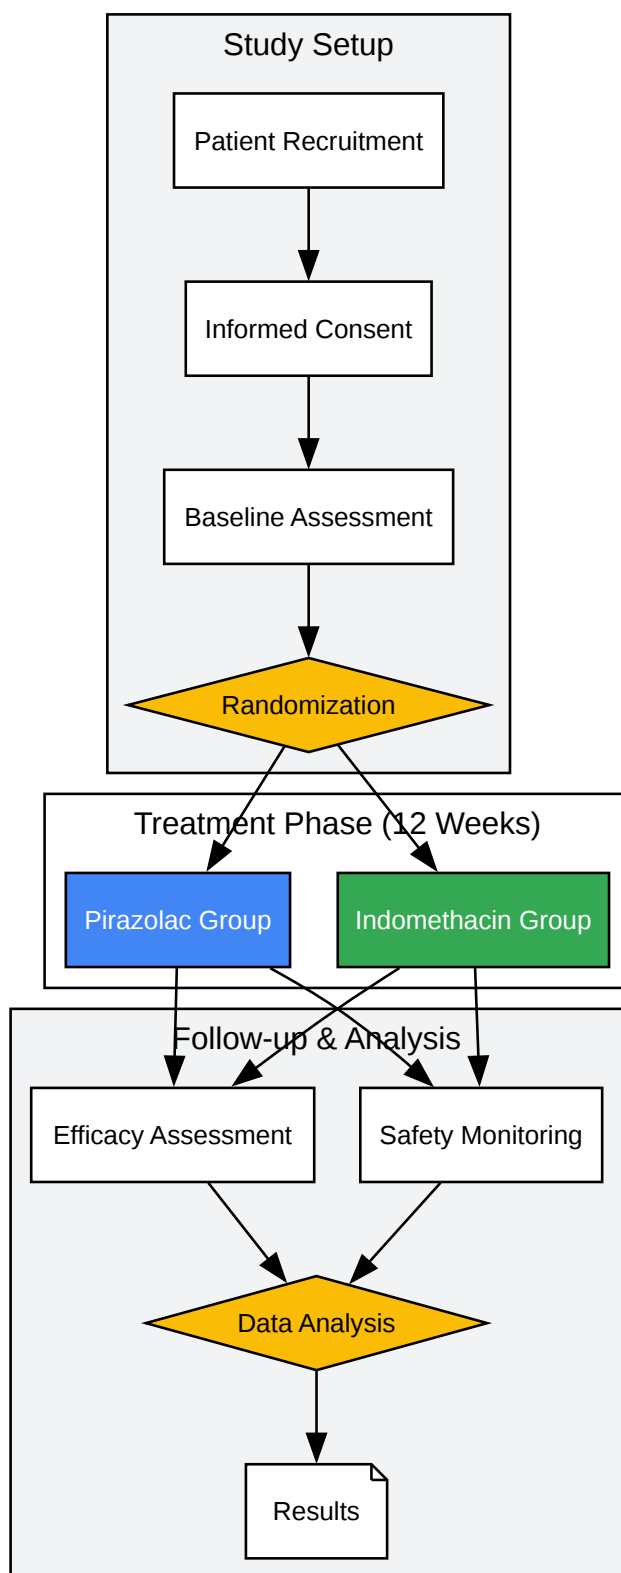 Study Setup
Patient Recruitment
Informed Consent
Baseline Assessment
Randomization
Treatment Phase (12 Weeks)
Pirazolac Group
Indomethacin Group
Follow-up & Analysis
Efficacy Assessment
Safety Monitoring
Data Analysis
Results